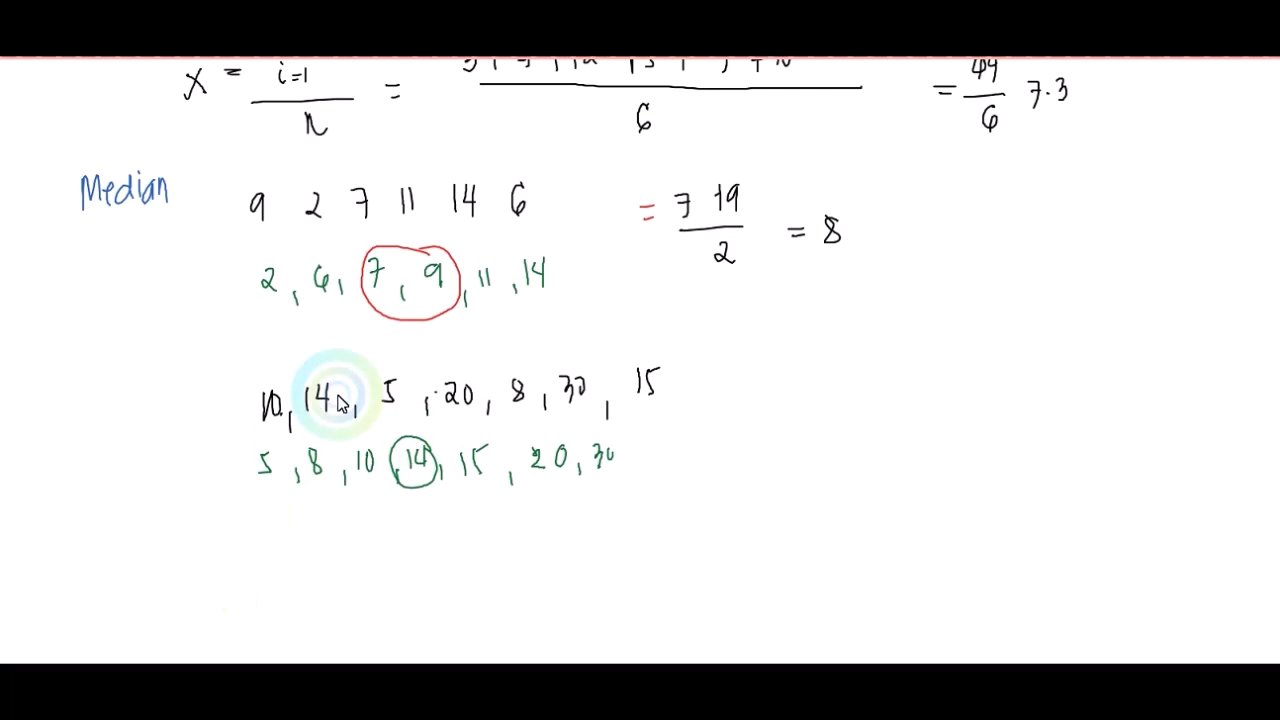 X = i=1 / n = / 6 = 44 / 6 7.3
Median 9 2 7 11 14 6 = 7 19 / 2 = 8
2, 6, 7, 9, 11, 14
10, 14, 5, 20, 8, 30, 15
5, 8, 10, 14, 15, 20, 30